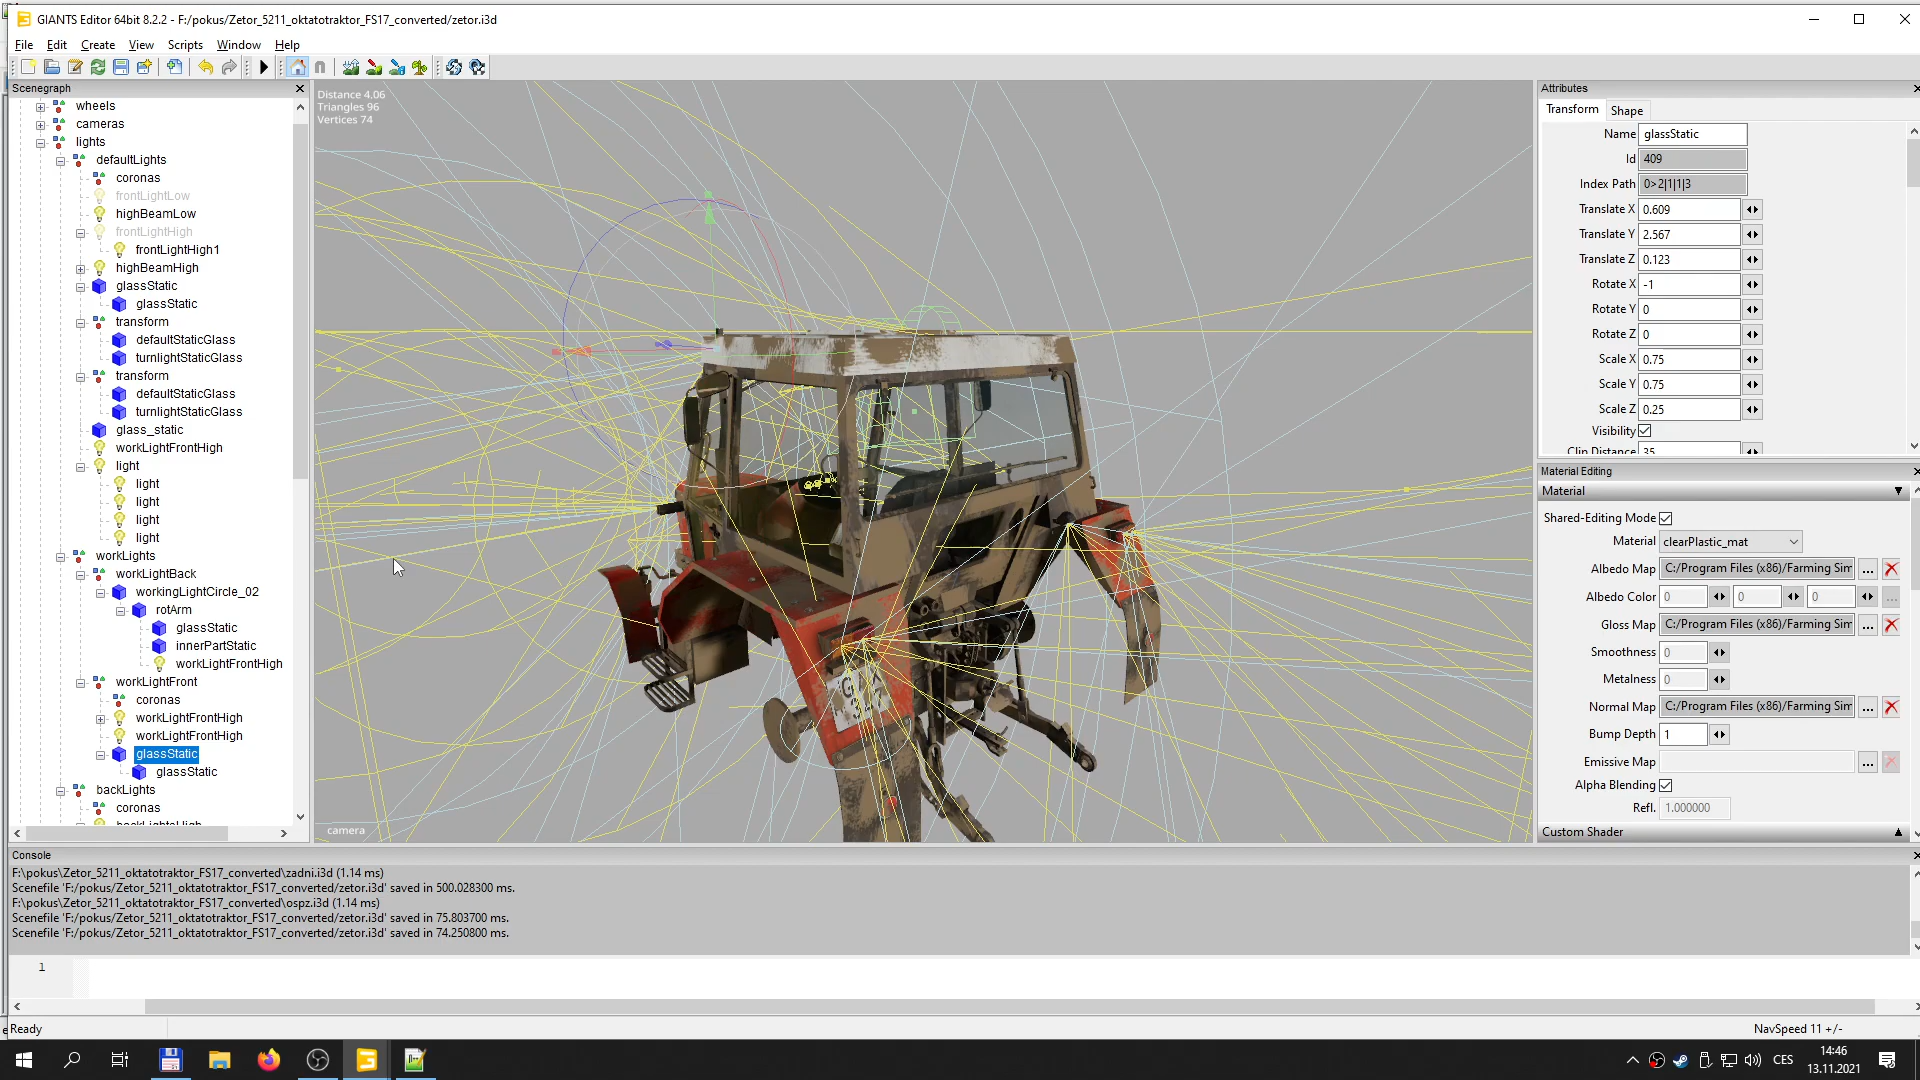 GIANTS Editor 64bit 8.2.2 - F:/pokus/Zetor_5211_oktatotraktor_FS17_converted/zetor.i3d
File Edit Create View Scripts Window Help
Scenegraph
wheels
cameras
lights
defaultLights
coronas
frontLightLow
highBeamLow
frontLightHigh
frontLightHigh1
highBeamHigh
glassStatic
glassStatic
transform
defaultStaticGlass
turnlightStaticGlass
transform
defaultStaticGlass
turnlightStaticGlass
glass_static
workLightFrontHigh
light
light
light
light
light
workLights
workLightBack
workingLightCircle_02
rotArm
glassStatic
innerPartStatic
workLightFrontHigh
workLightFront
coronas
workLightFrontHigh
workLightFrontHigh
glassStatic
glassStatic
backLights
coronas
Distance 4.06
Triangles 96
Vertices 74
camera
Attributes
Transform Shape
Name glassStatic
Id 409
Index Path 0>2|1|1|3
Translate X 0.609
Translate Y 2.567
Translate Z 0.123
Rotate X -1
Rotate Y 0
Rotate Z 0
Scale X 0.75
Scale Y 0.75
Scale Z 0.25
Visibility
Clip Distance 35
Material Editing
Material
Shared-Editing Mode
Material clearPlastic_mat
Albedo Map C:/Program Files (x86)/Farming Sim ...
Albedo Color 0 0 0 ...
Gloss Map C:/Program Files (x86)/Farming Sim ...
Smoothness 0
Metalness 0
Normal Map C:/Program Files (x86)/Farming Sim ...
Bump Depth 1
Emissive Map ...
Alpha Blending
Refl. 1.000000
Custom Shader
Console
F:\pokus\Zetor_5211_oktatotraktor_FS17_converted\zadni.i3d (1.14 ms)
Scenefile 'F:/pokus/Zetor_5211_oktatotraktor_FS17_converted/zetor.i3d' saved in 500.028300 ms.
F:\pokus\Zetor_5211_oktatotraktor_FS17_converted\ospz.i3d (1.14 ms)
Scenefile 'F:/pokus/Zetor_5211_oktatotraktor_FS17_converted/zetor.i3d' saved in 75.803700 ms.
Scenefile 'F:/pokus/Zetor_5211_oktatotraktor_FS17_converted/zetor.i3d' saved in 74.250800 ms.
1
Ready
NavSpeed 11 +/-
CES
14:46
13.11.2021